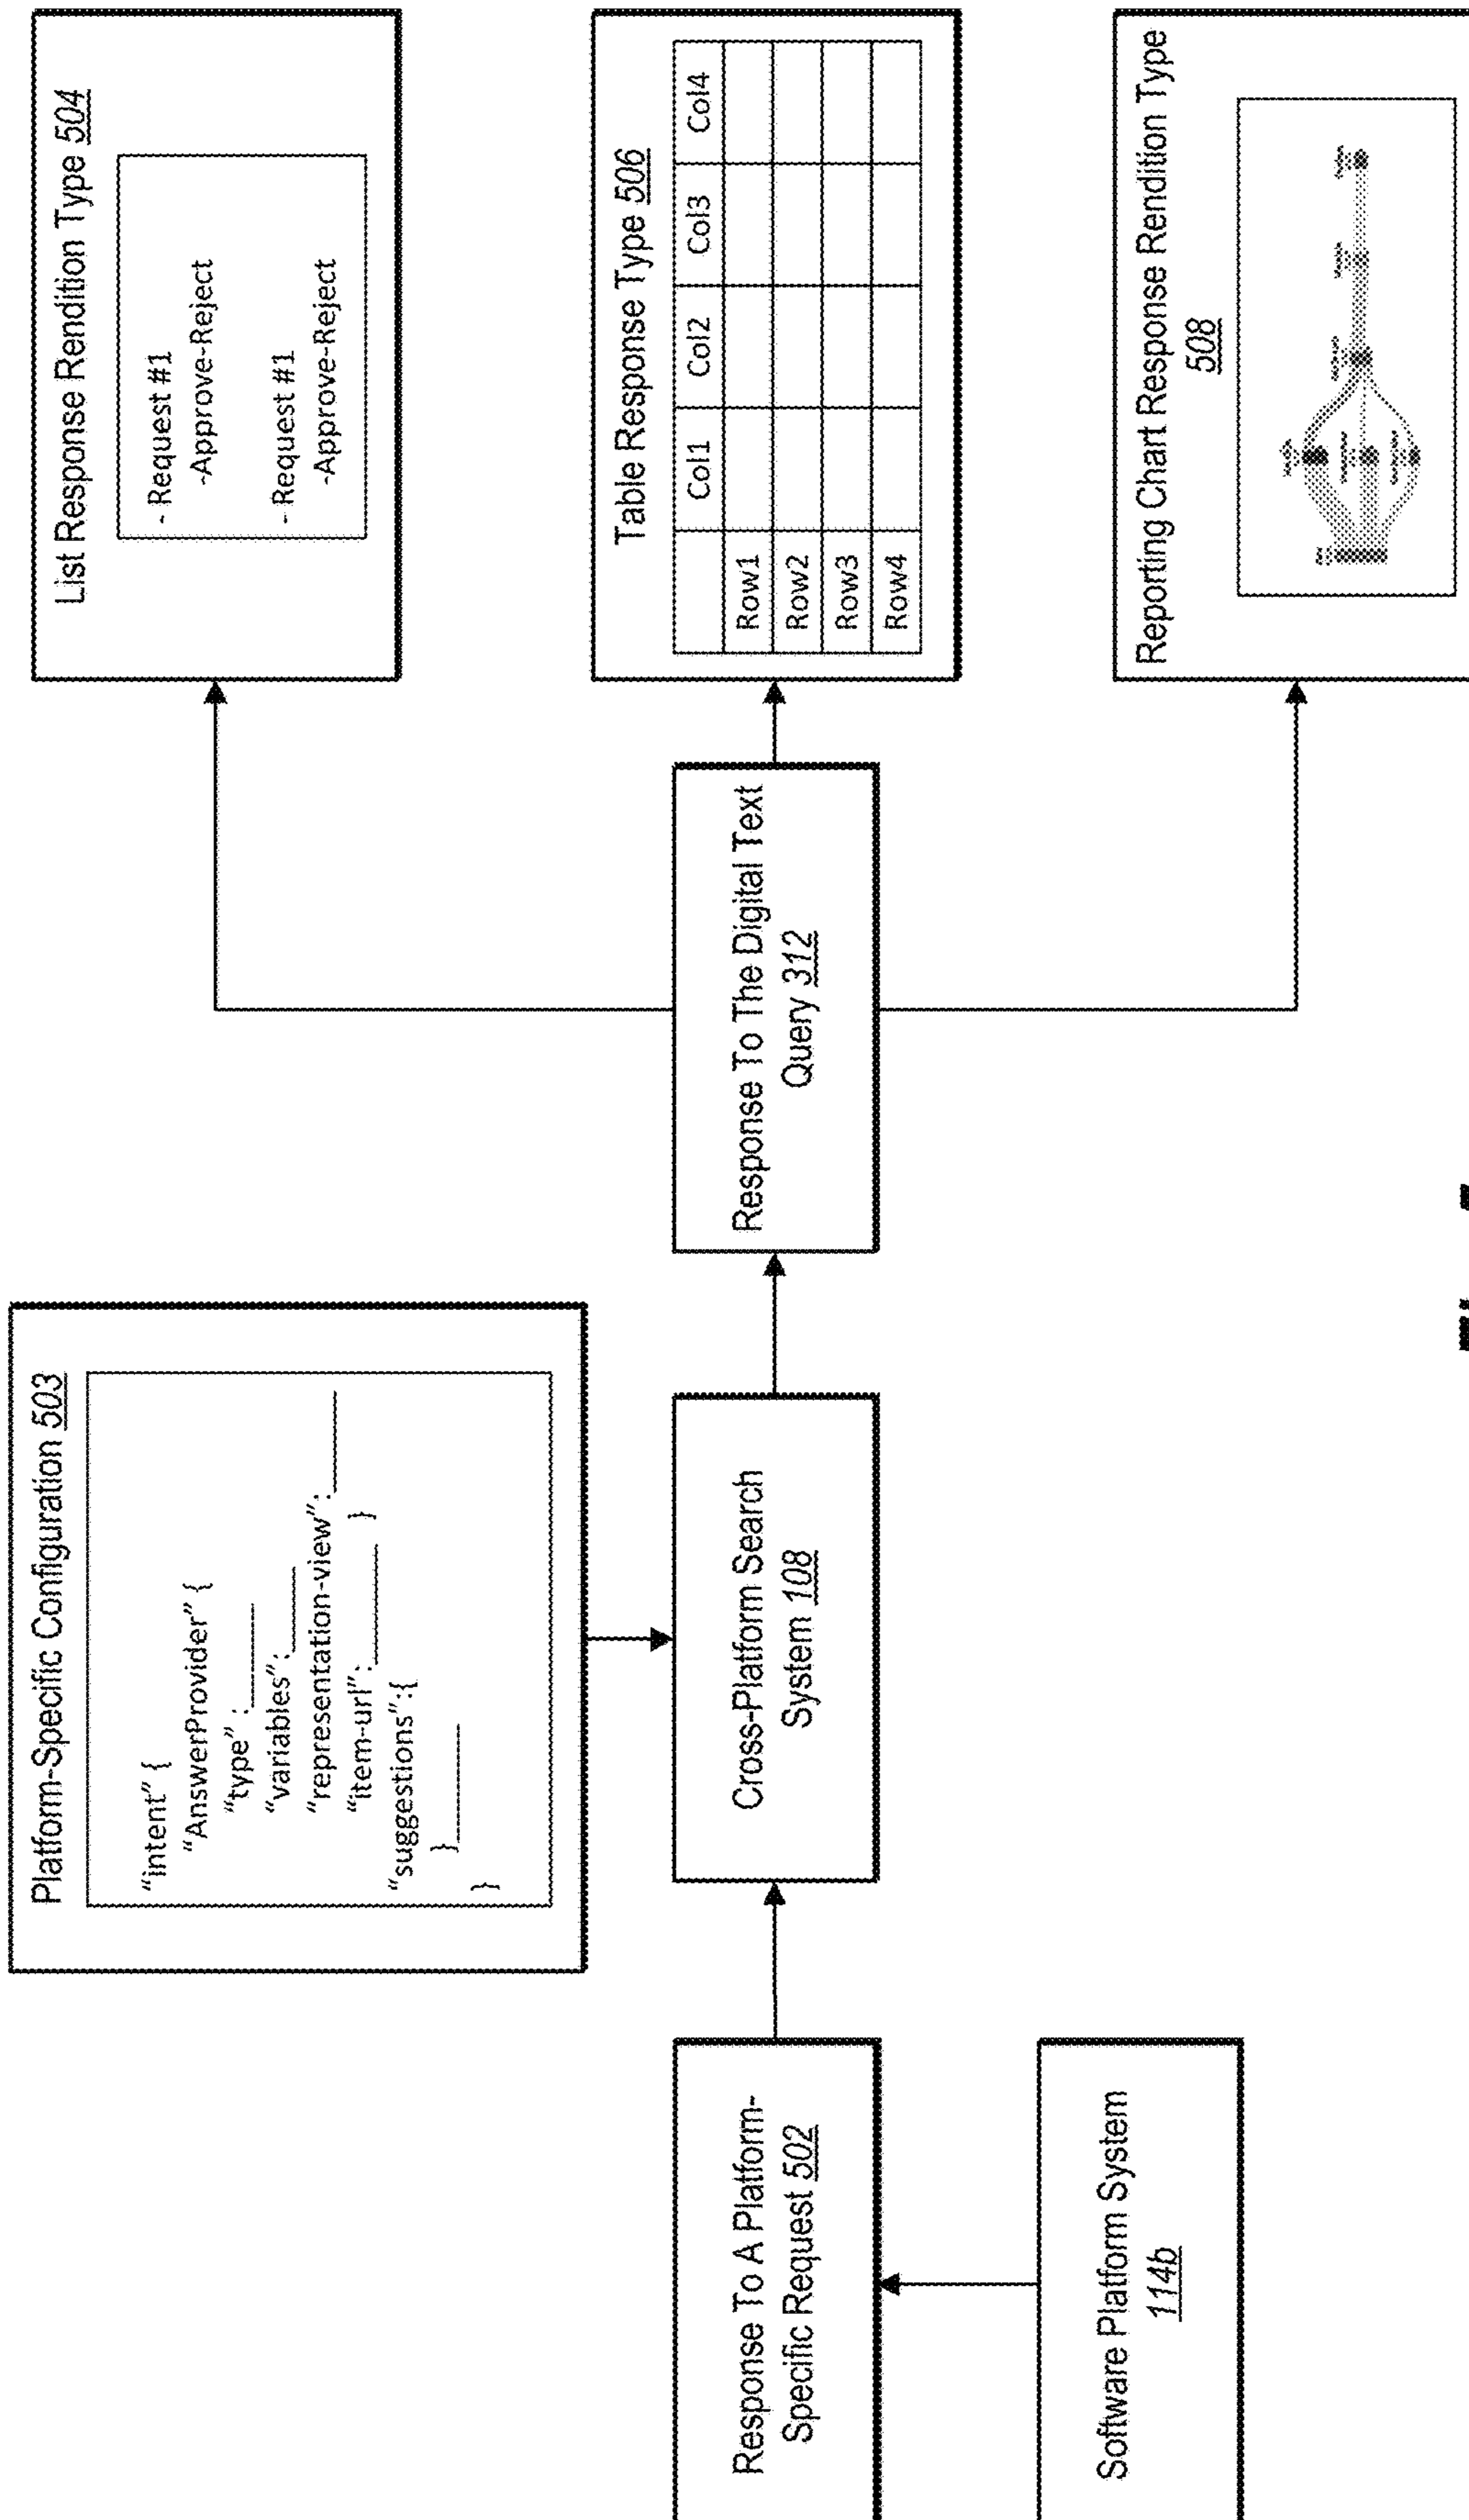 Platform-Specific Configuration 503
"intent" {
"AnswerProvider" {
"type" :
"variables":
"representation-view":
"item-url": }
"suggestions":{
}
}
Response To A Platform-
Specific Request 502
Software Platform System
114b
Cross-Platform Search
System 108
Response To The Digital Text
Query 312
List Response Rendition Type 504
- Request #1
-Approve-Reject
- Request #1
-Approve-Reject
Table Response Type 506
Col1 Col2 Col3 Col4
Row1
Row2
Row3
Row4
Reporting Chart Response Rendition Type
508